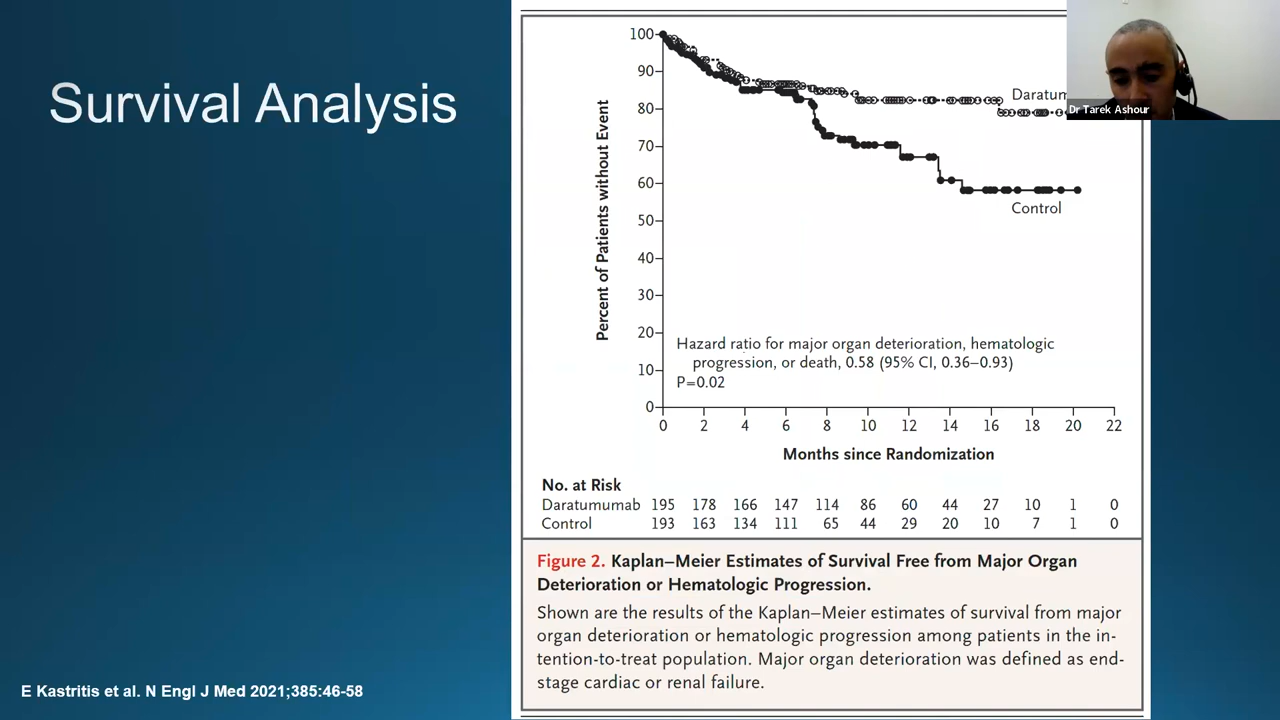 Survival Analysis
100
90
80
70
60
50
40
30
20
10
0
Percent of Patients without Event
Daratum
Dr Tarek Ashour
Control
Hazard ratio for major organ deterioration, hematologic
progression, or death, 0.58 (95% CI, 0.36–0.93)
P=0.02
0 2 4 6 8 10 12 14 16 18 20 22
Months since Randomization
No. at Risk
Daratumumab 195 178 166 147 114 86 60 44 27 10 1 0
Control 193 163 134 111 65 44 29 20 10 7 1 0
Figure 2. Kaplan–Meier Estimates of Survival Free from Major Organ
Deterioration or Hematologic Progression.
Shown are the results of the Kaplan–Meier estimates of survival from major
organ deterioration or hematologic progression among patients in the in-
tention-to-treat population. Major organ deterioration was defined as end-
stage cardiac or renal failure.
E Kastritis et al. N Engl J Med 2021;385:46-58